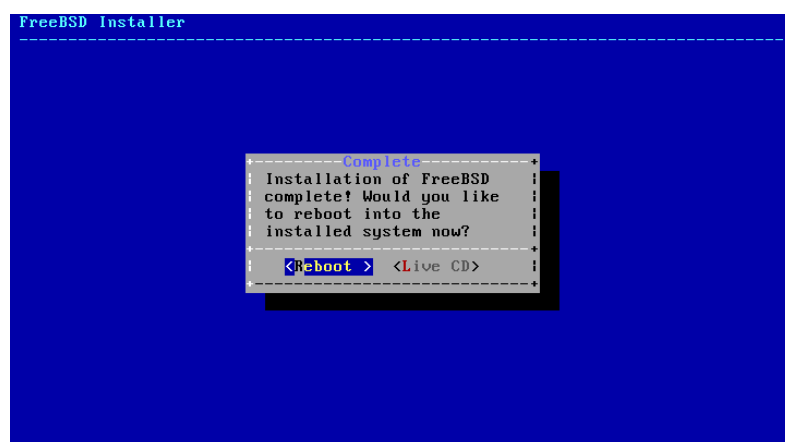 FreeBSD Installer
Complete
Installation of FreeBSD
complete! Would you like
to reboot into the
installed system now?
<Reboot > <Live CD>